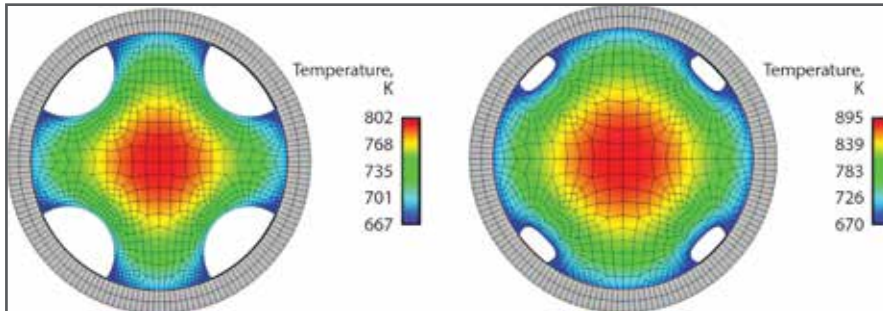 Temperature,
K
802
768
735
701
667
Temperature,
K
895
839
783
726
670